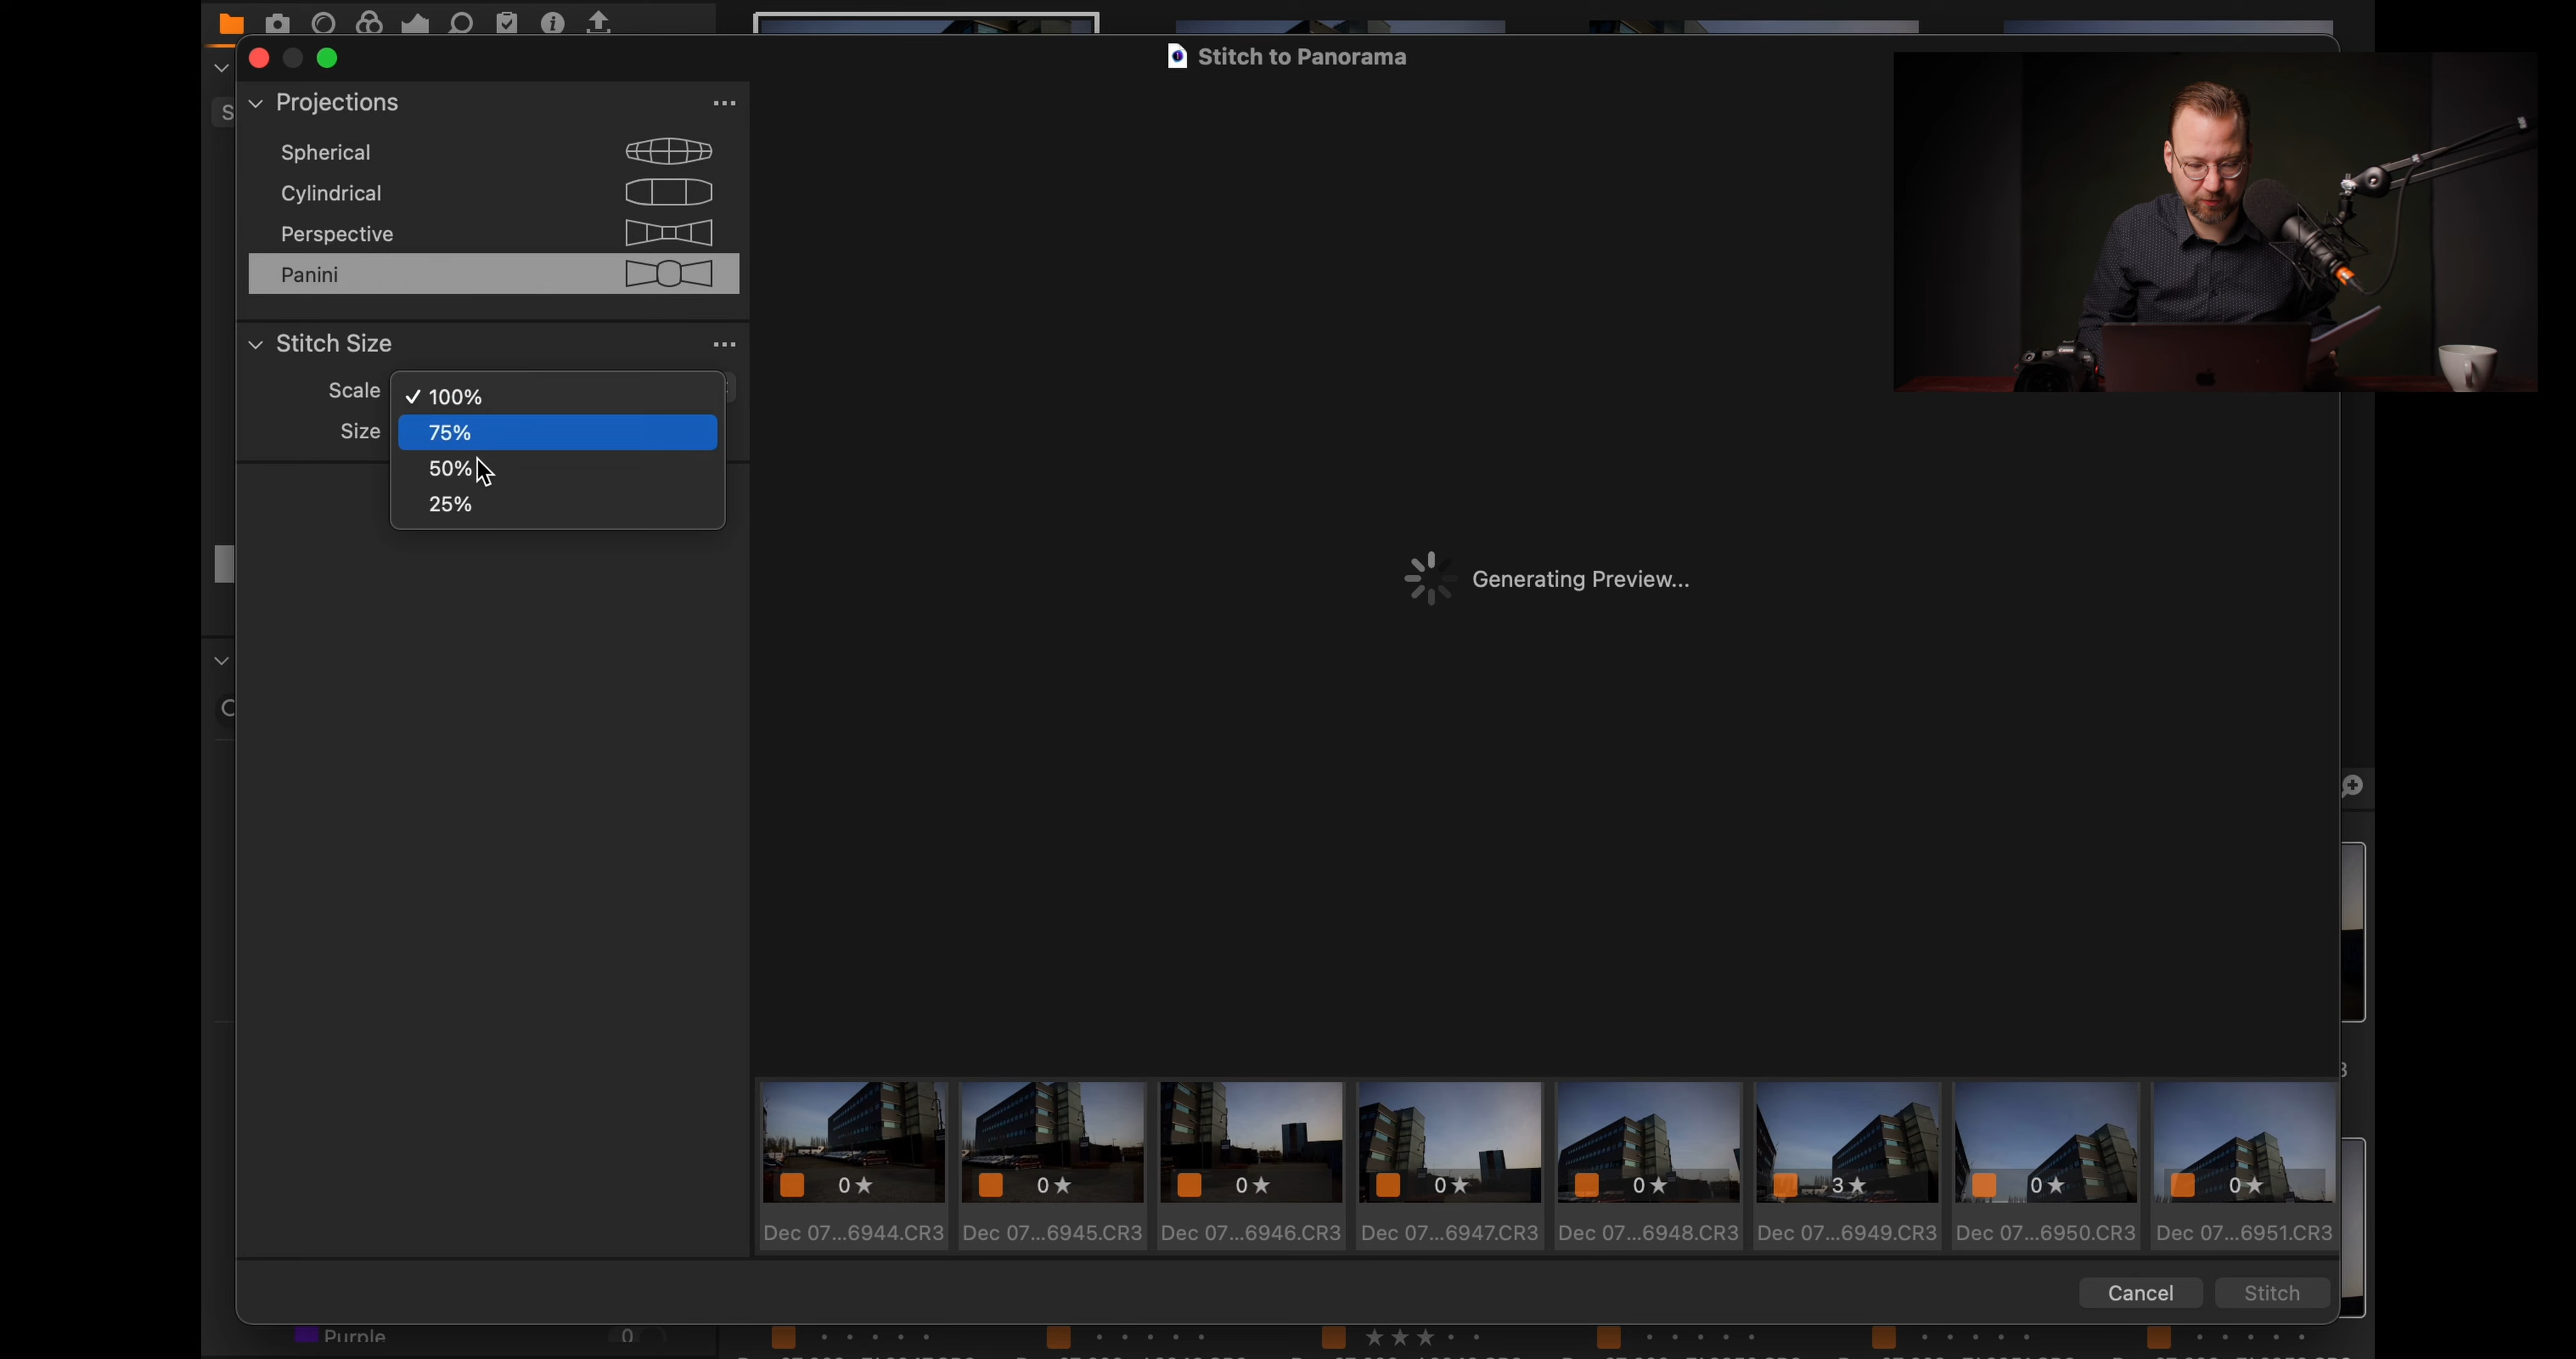 Stitch to Panorama
Projections
Spherical
Cylindrical
Perspective
Panini
Stitch Size
Scale
Size
✓ 100%
75%
50%
25%
Generating Preview...
0 ★
0 ★
0 ★
0 ★
0 ★
3 ★
0 ★
0 ★
Dec 07...6944.CR3
Dec 07...6945.CR3
Dec 07...6946.CR3
Dec 07...6947.CR3
Dec 07...6948.CR3
Dec 07...6949.CR3
Dec 07...6950.CR3
Dec 07...6951.CR3
Cancel
Stitch
Purple
0